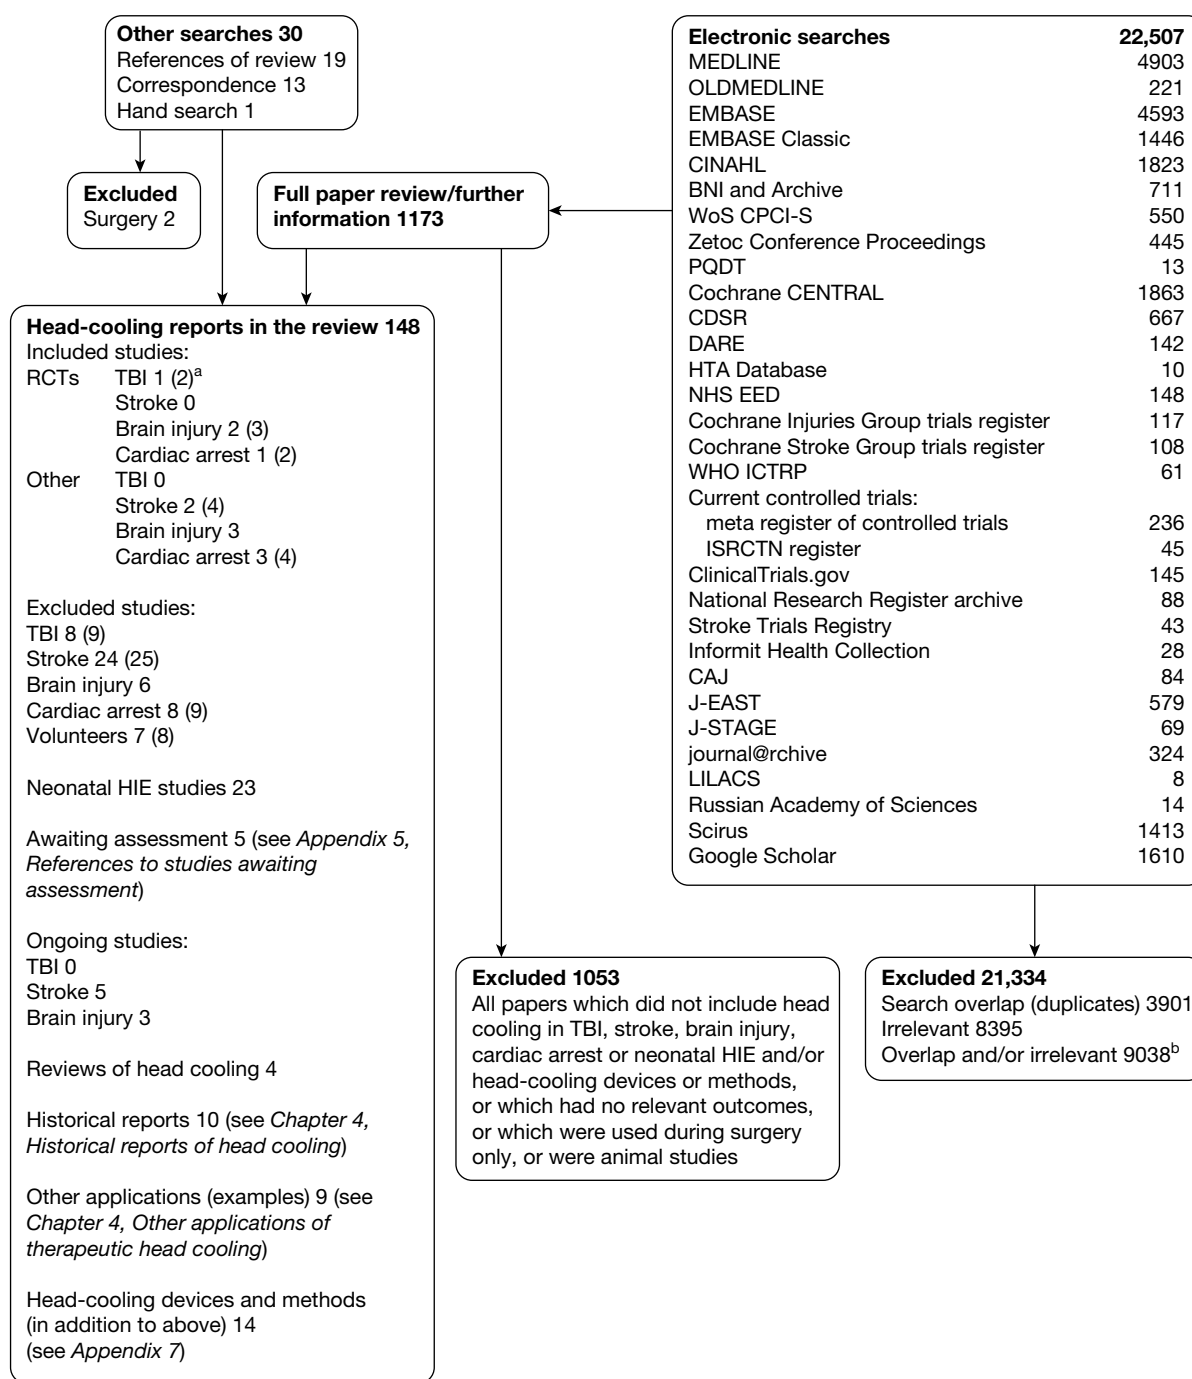 Other searches 30
References of review 19
Correspondence 13
Hand search 1
Excluded
Surgery 2
Full paper review/further
information 1173
Electronic searches 22,507
MEDLINE 4903
OLDMEDLINE 221
EMBASE 4593
EMBASE Classic 1446
CINAHL 1823
BNI and Archive 711
WoS CPCI-S 550
Zetoc Conference Proceedings 445
PQDT 13
Cochrane CENTRAL 1863
CDSR 667
DARE 142
HTA Database 10
NHS EED 148
Cochrane Injuries Group trials register 117
Cochrane Stroke Group trials register 108
WHO ICTRP 61
Current controlled trials:
meta register of controlled trials 236
ISRCTN register 45
ClinicalTrials.gov 145
National Research Register archive 88
Stroke Trials Registry 43
Informit Health Collection 28
CAJ 84
J-EAST 579
J-STAGE 69
journal@rchive 324
LILACS 8
Russian Academy of Sciences 14
Scirus 1413
Google Scholar 1610
Head-cooling reports in the review 148
Included studies:
RCTs TBI 1 (2)a
Stroke 0
Brain injury 2 (3)
Cardiac arrest 1 (2)
Other TBI 0
Stroke 2 (4)
Brain injury 3
Cardiac arrest 3 (4)
Excluded studies:
TBI 8 (9)
Stroke 24 (25)
Brain injury 6
Cardiac arrest 8 (9)
Volunteers 7 (8)
Neonatal HIE studies 23
Awaiting assessment 5 (see Appendix 5,
References to studies awaiting
assessment)
Ongoing studies:
TBI 0
Stroke 5
Brain injury 3
Reviews of head cooling 4
Historical reports 10 (see Chapter 4,
Historical reports of head cooling)
Other applications (examples) 9 (see
Chapter 4, Other applications of
therapeutic head cooling)
Head-cooling devices and methods
(in addition to above) 14
(see Appendix 7)
Excluded 1053
All papers which did not include head
cooling in TBI, stroke, brain injury,
cardiac arrest or neonatal HIE and/or
head-cooling devices or methods,
or which had no relevant outcomes,
or which were used during surgery
only, or were animal studies
Excluded 21,334
Search overlap (duplicates) 3901
Irrelevant 8395
Overlap and/or irrelevant 9038b